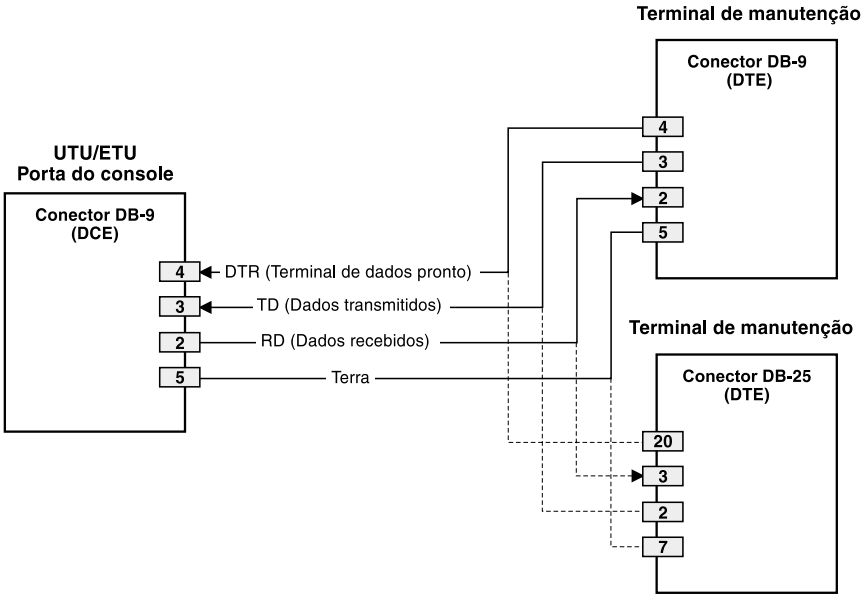 Terminal de manutenção
Conector DB-9
(DTE)
4
3
2
5
UTU/ETU
Porta do console
Conector DB-9
(DCE)
4
DTR (Terminal de dados pronto)
3
TD (Dados transmitidos)
2
RD (Dados recebidos)
5
Terra
Terminal de manutenção
Conector DB-25
(DTE)
20
3
2
7